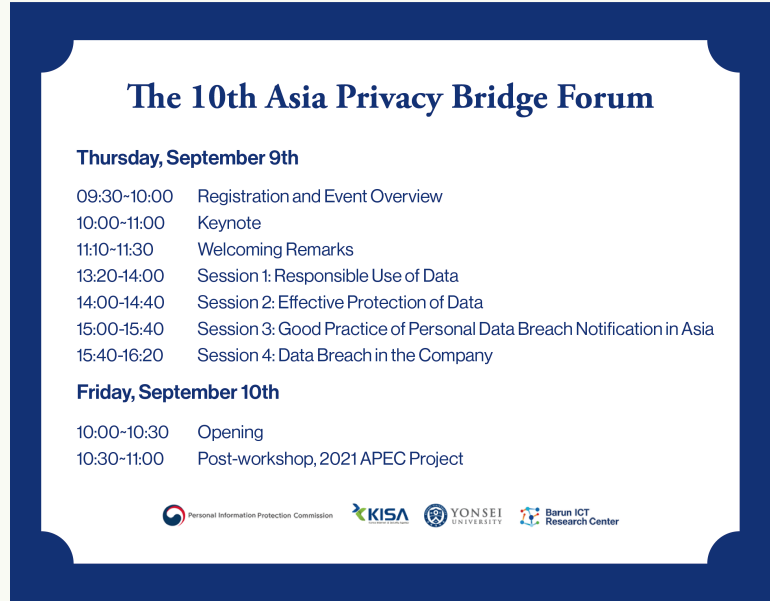 The 10th Asia Privacy Bridge Forum
Thursday, September 9th
09:30~10:00 Registration and Event Overview
10:00~11:00 Keynote
11:10~11:30 Welcoming Remarks
13:20-14:00 Session 1: Responsible Use of Data
14:00-14:40 Session 2: Effective Protection of Data
15:00-15:40 Session 3: Good Practice of Personal Data Breach Notification in Asia
15:40-16:20 Session 4: Data Breach in the Company
Friday, September 10th
10:00~10:30 Opening
10:30~11:00 Post-workshop, 2021 APEC Project
Personal Information Protection Commission
KISA
YONSEI
UNIVERSITY
Barun ICT
Research Center